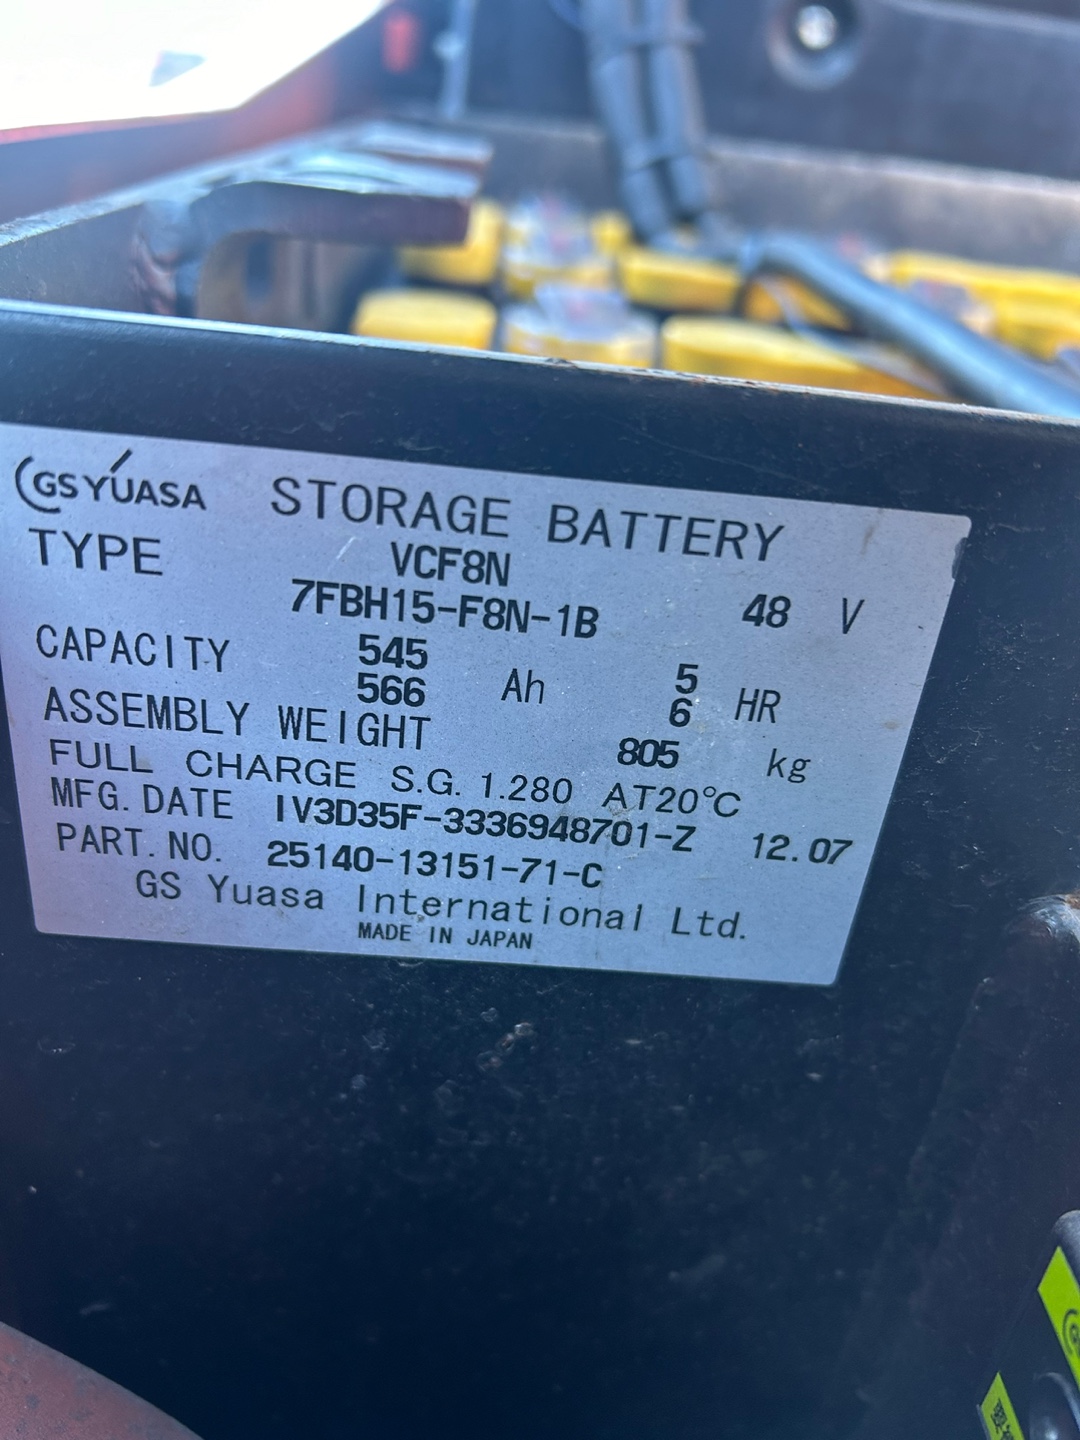 GS YUASA STORAGE BATTERY
TYPE VCF8N
7FBH15-F8N-1B 48 V
CAPACITY 545 Ah 5 HR
566 6
ASSEMBLY WEIGHT 805 kg
FULL CHARGE S.G. 1.280 AT20°C
MFG. DATE IV3D35F-3336948701-Z 12.07
PART. NO. 25140-13151-71-C
GS Yuasa International Ltd.
MADE IN JAPAN